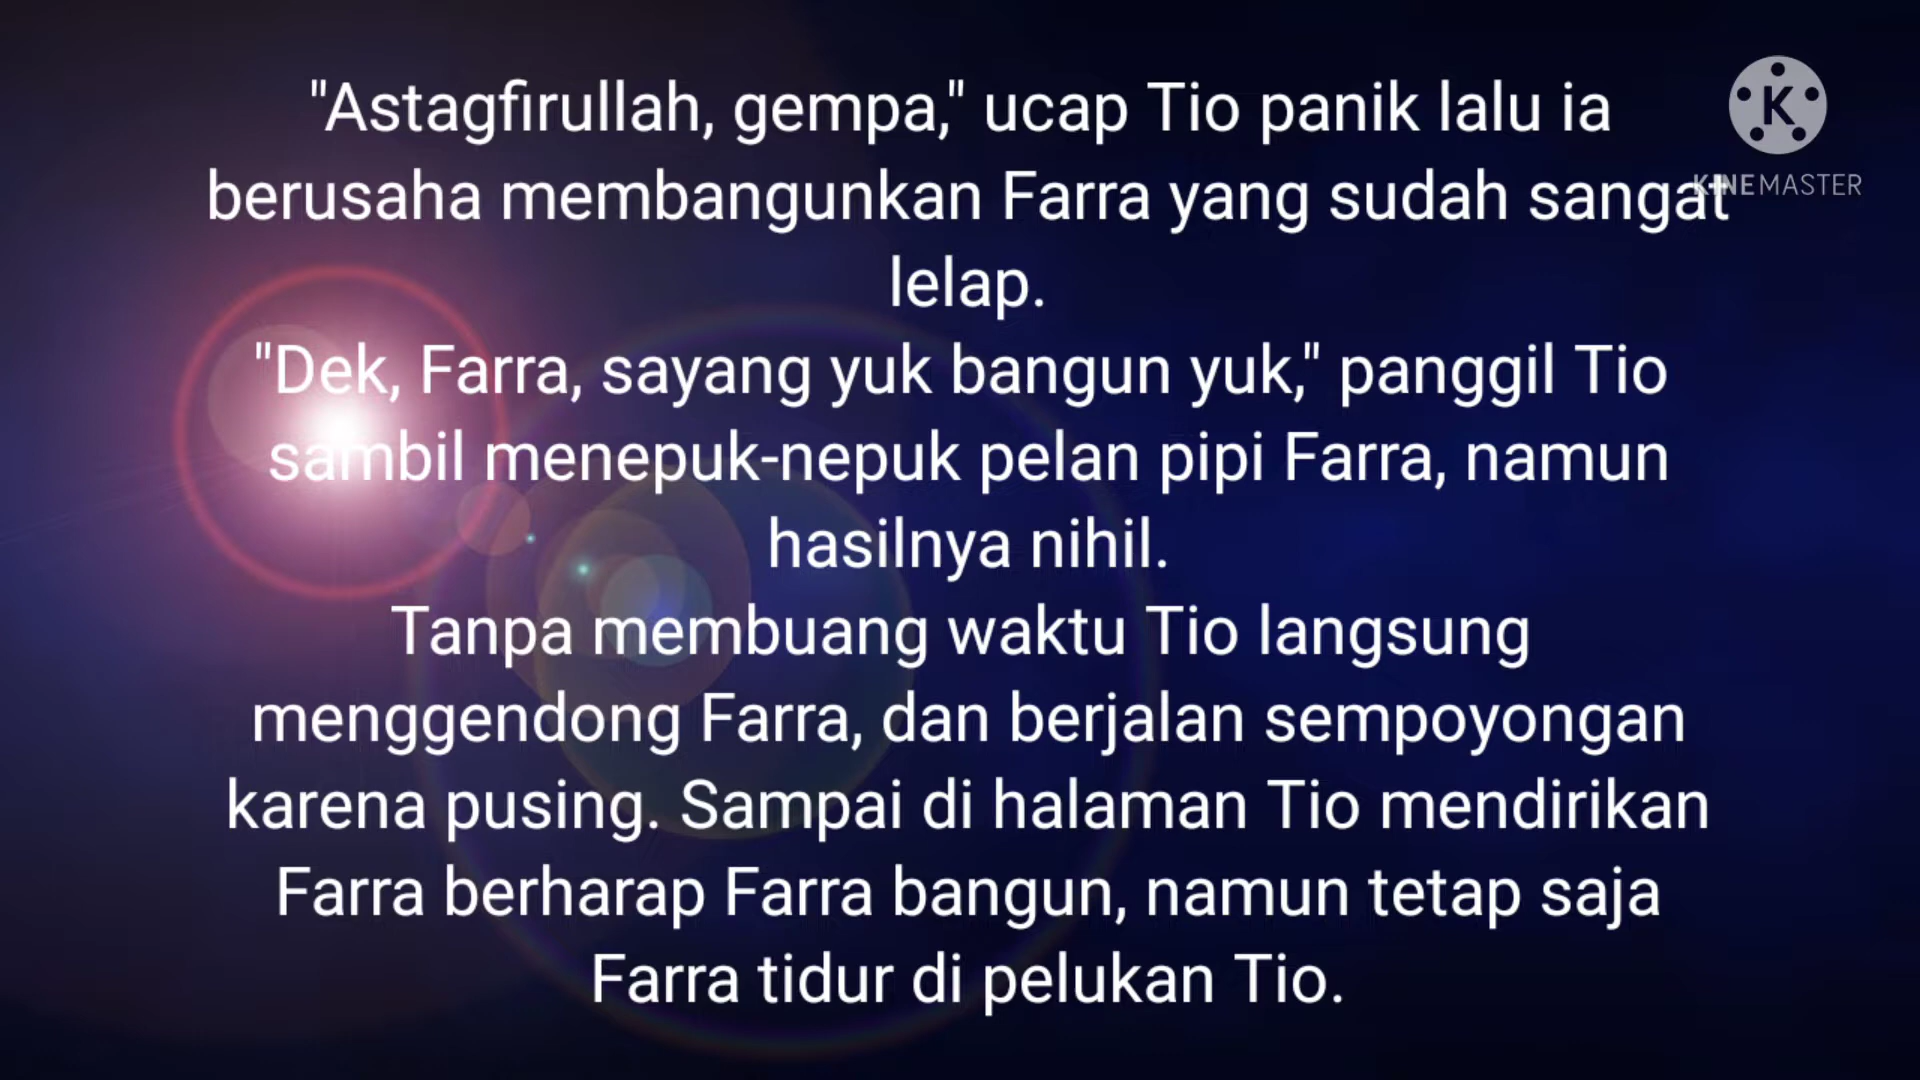 "Astagfirullah, gempa," ucap Tio panik lalu ia
berusaha membangunkan Farra yang sudah sangat
lelap.
"Dek, Farra, sayang yuk bangun yuk," panggil Tio
sambil menepuk-nepuk pelan pipi Farra, namun
hasilnya nihil.
Tanpa membuang waktu Tio langsung
menggendong Farra, dan berjalan sempoyongan
karena pusing. Sampai di halaman Tio mendirikan
Farra berharap Farra bangun, namun tetap saja
Farra tidur di pelukan Tio.
K
KINEMASTER